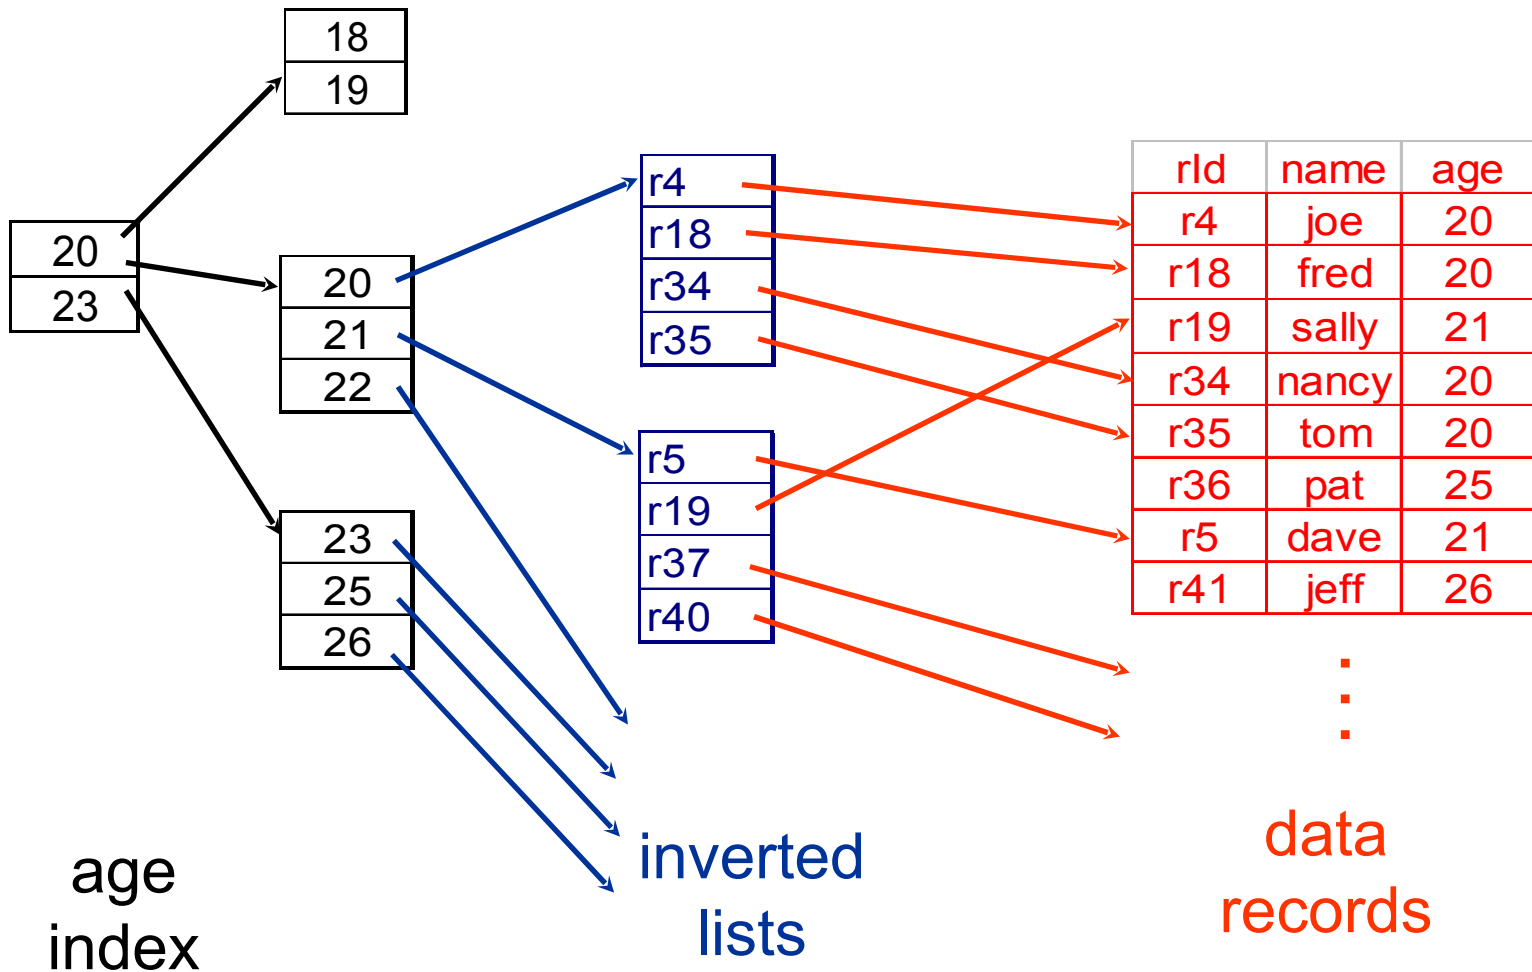 18
19
20
23
20
21
22
23
25
26
r4
r18
r34
r35
r5
r19
r37
r40
rId name age
r4 joe 20
r18 fred 20
r19 sally 21
r34 nancy 20
r35 tom 20
r36 pat 25
r5 dave 21
r41 jeff 26
age
index
inverted
lists
data
records